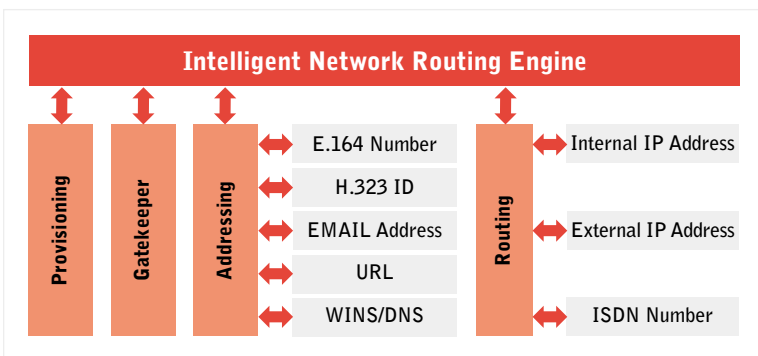 Intelligent Network Routing Engine
Provisioning
Gatekeeper
Addressing
E.164 Number
H.323 ID
EMAIL Address
URL
WINS/DNS
Routing
Internal IP Address
External IP Address
ISDN Number